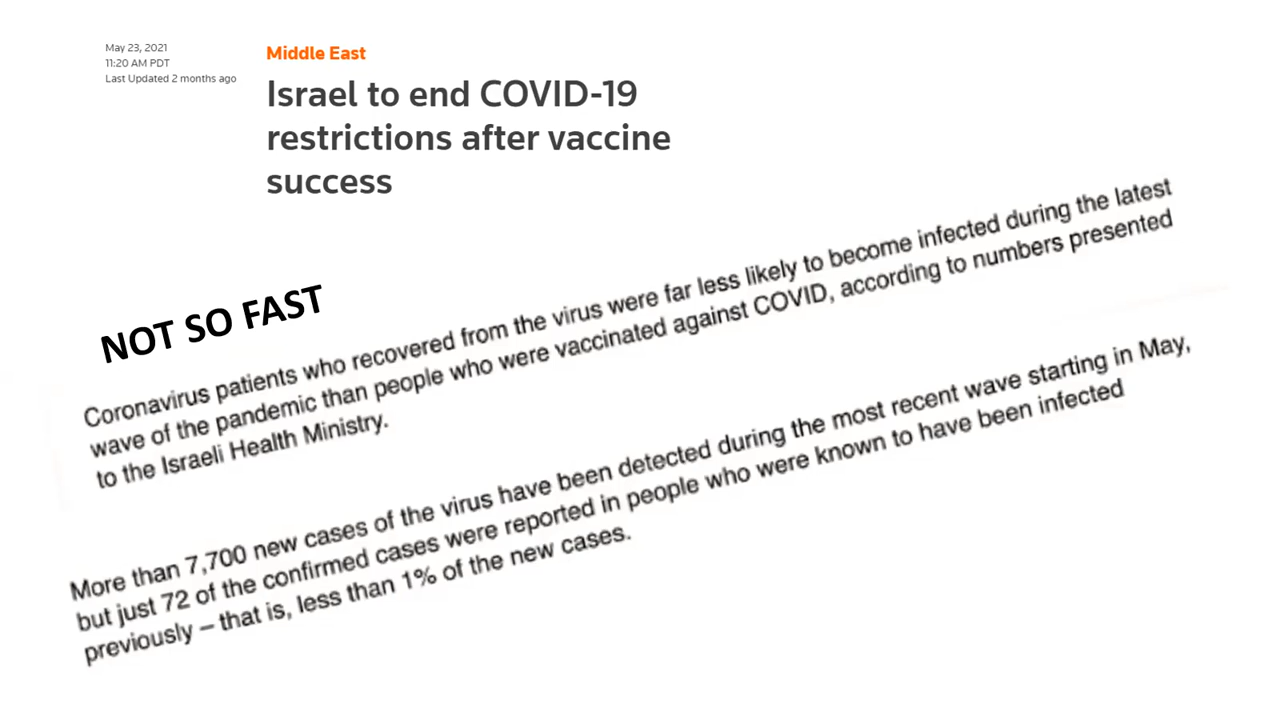 May 23, 2021
11:20 AM PDT
Last Updated 2 months ago
Middle East
Israel to end COVID-19
restrictions after vaccine
success
NOT SO FAST
Coronavirus patients who recovered from the virus were far less likely to become infected during the latest
wave of the pandemic than people who were vaccinated against COVID, according to numbers presented
to the Israeli Health Ministry.
More than 7,700 new cases of the virus have been detected during the most recent wave starting in May,
but just 72 of the confirmed cases were reported in people who were known to have been infected
previously – that is, less than 1% of the new cases.